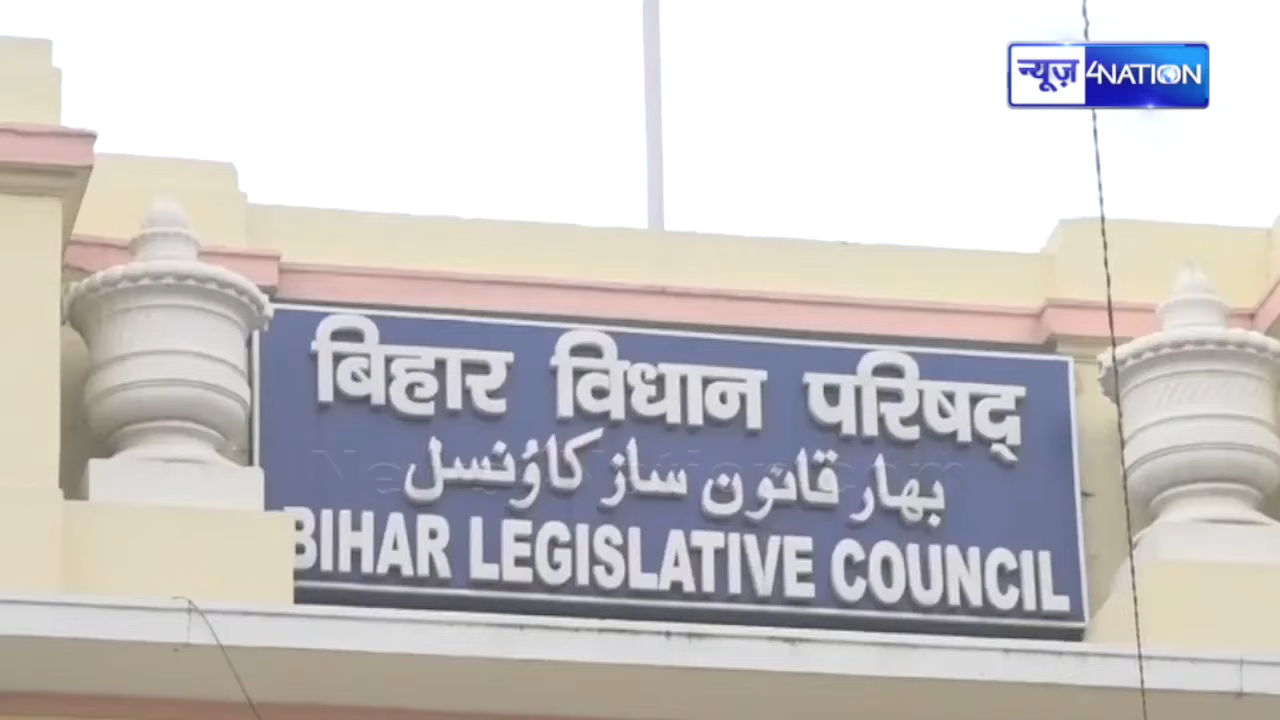 न्यूज़ 4NATION
बिहार विधान परिषद्
بہار قانون ساز کاؤنسل
BIHAR LEGISLATIVE COUNCIL